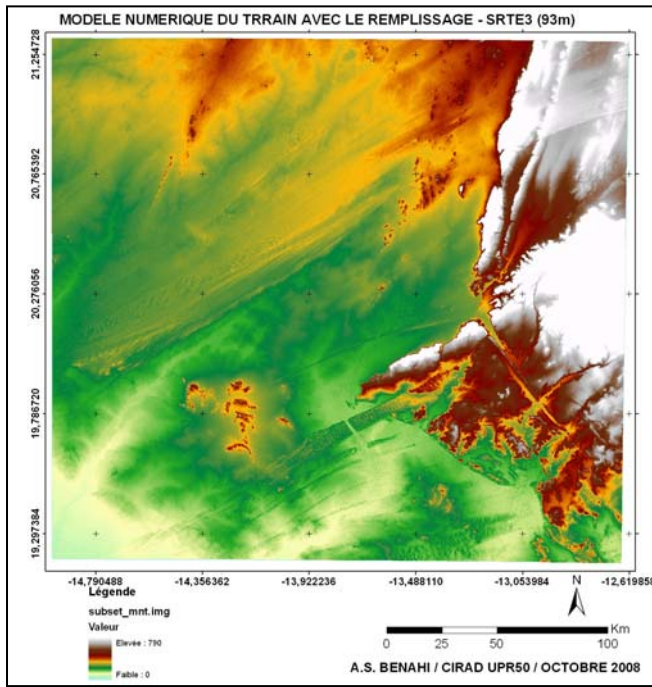 MODELE NUMERIQUE DU TRRAIN AVEC LE REMPLISSAGE - SRTE3 (93m)
21,254728
20,765392
20,276056
19,786720
19,297384
-14,790488 -14,356362 -13,922236 -13,488110 -13,053984 -12,619858
Légende
subset_mnt.img
Valeur
Elevée : 790
Faible : 0
N
0 25 50 100 Km
A.S. BENAHI / CIRAD UPR50 / OCTOBRE 2008